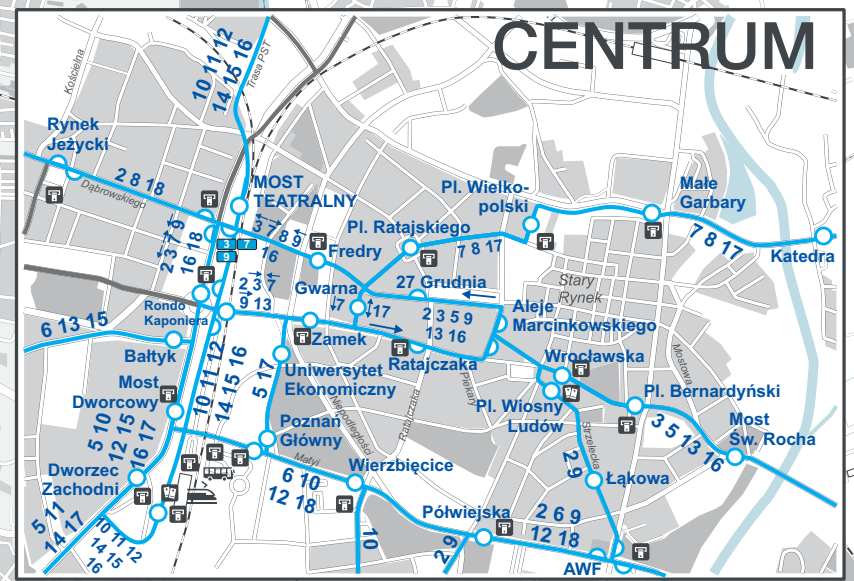 CENTRUM
Kościelna
10 11 12
14 15 16
Trasa PST
Rynek
Jeżycki
2 8 18
Dąbrowskiego
MOST
TEATRALNY
3 7 8 9
16
2 3 7 9
16 18
3 7
9
Fredry
Pl. Ratajskiego
7 8 17
Pl. Wielko-
polski
Małe
Garbary
7 8 17
Katedra
Gwarna
7
17
27 Grudnia
2 3 5 9
13 16
Stary
Rynek
Aleje
Marcinkowskiego
2 3 7
9 13
Rondo
Kaponiera
6 13 15
Bałtyk
Zamek
Ratajczaka
Wrocławska
Mostowa
Most
Dworcowy
10 11 12
14 15 16
5 17
Uniwersytet
Ekonomiczny
Niepodległości
Ratajczaka
Piekary
Pl. Wiosny
Ludów
Pl. Bernardyński
3 5 13 16
Most
Św. Rocha
5 10
12 15
16 17
Poznań
Główny
Matyi
Wierzbięcice
Strzelecka
2 9
Łąkowa
Dworzec
Zachodni
6 10
12 18
5 11
14 17
10 11 12
14 15
16
10
Półwiejska
2 9
2 6 9
12 18
AWF